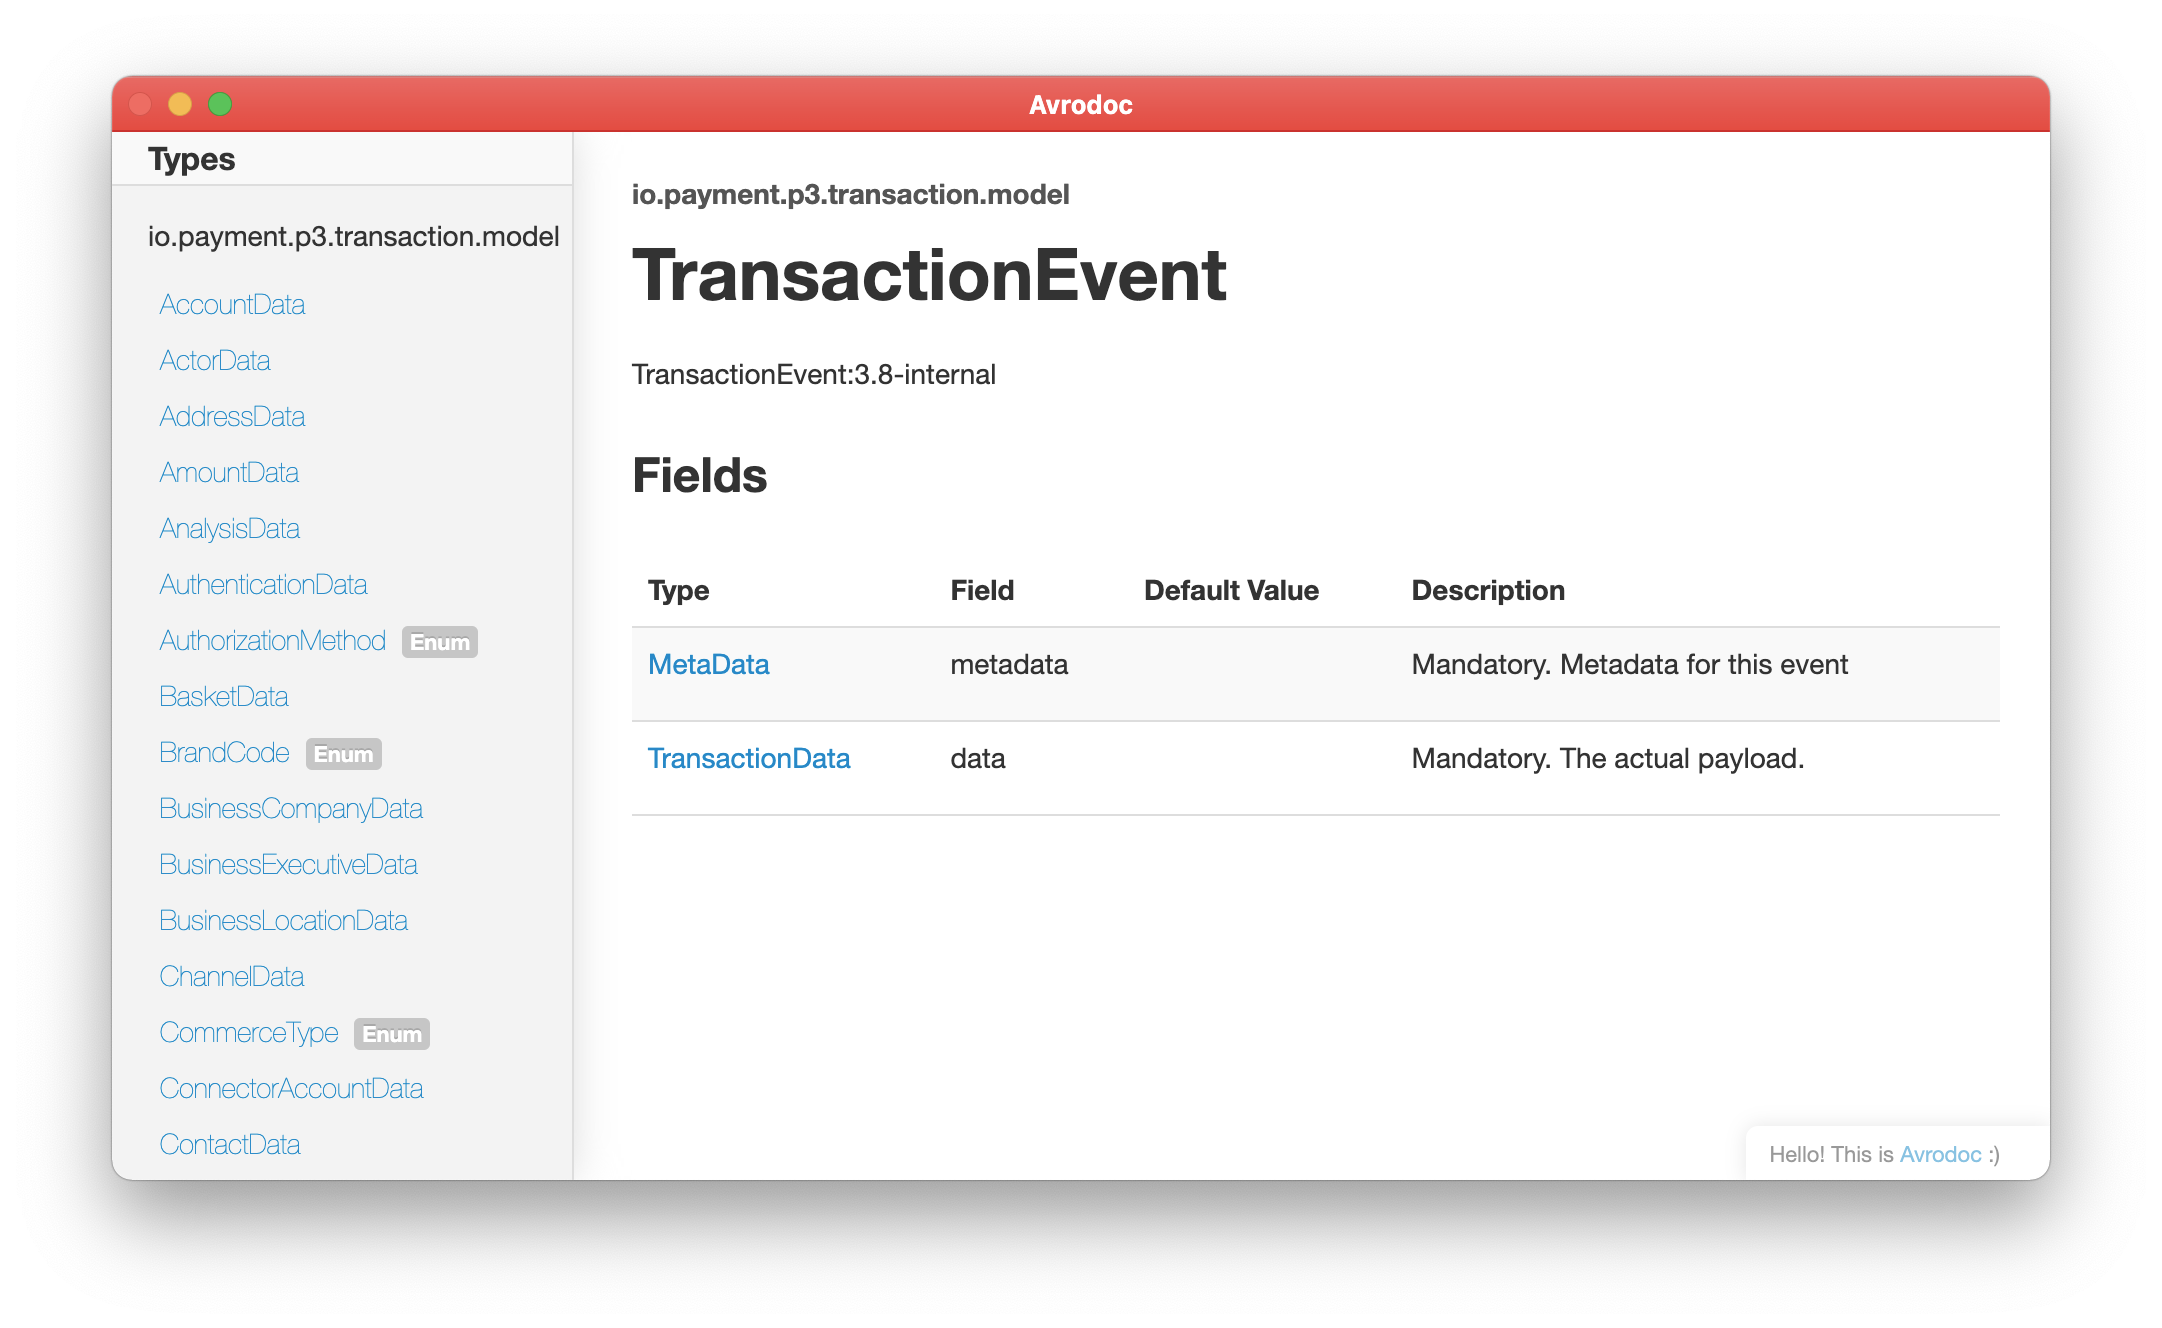 Avrodoc
Types
io.payment.p3.transaction.model
AccountData
ActorData
AddressData
AmountData
AnalysisData
AuthenticationData
AuthorizationMethod Enum
BasketData
BrandCode Enum
BusinessCompanyData
BusinessExecutiveData
BusinessLocationData
ChannelData
CommerceType Enum
ConnectorAccountData
ContactData
io.payment.p3.transaction.model
TransactionEvent
TransactionEvent:3.8-internal
Fields
Type Field Default Value Description
MetaData metadata Mandatory. Metadata for this event
TransactionData data Mandatory. The actual payload.
Hello! This is Avrodoc :)